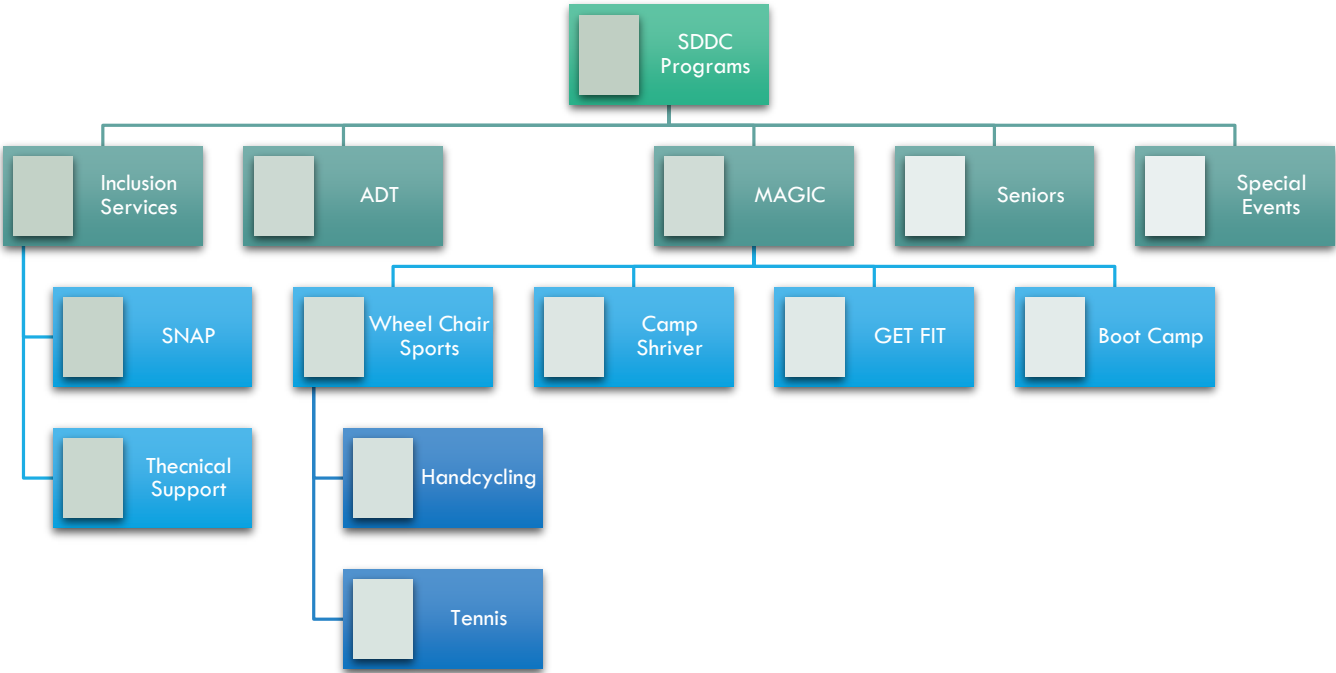 SDDC
Programs
Inclusion
Services
ADT
MAGIC
Seniors
Special
Events
SNAP
Wheel Chair
Sports
Camp
Shriver
GET FIT
Boot Camp
Thecnical
Support
Handcycling
Tennis